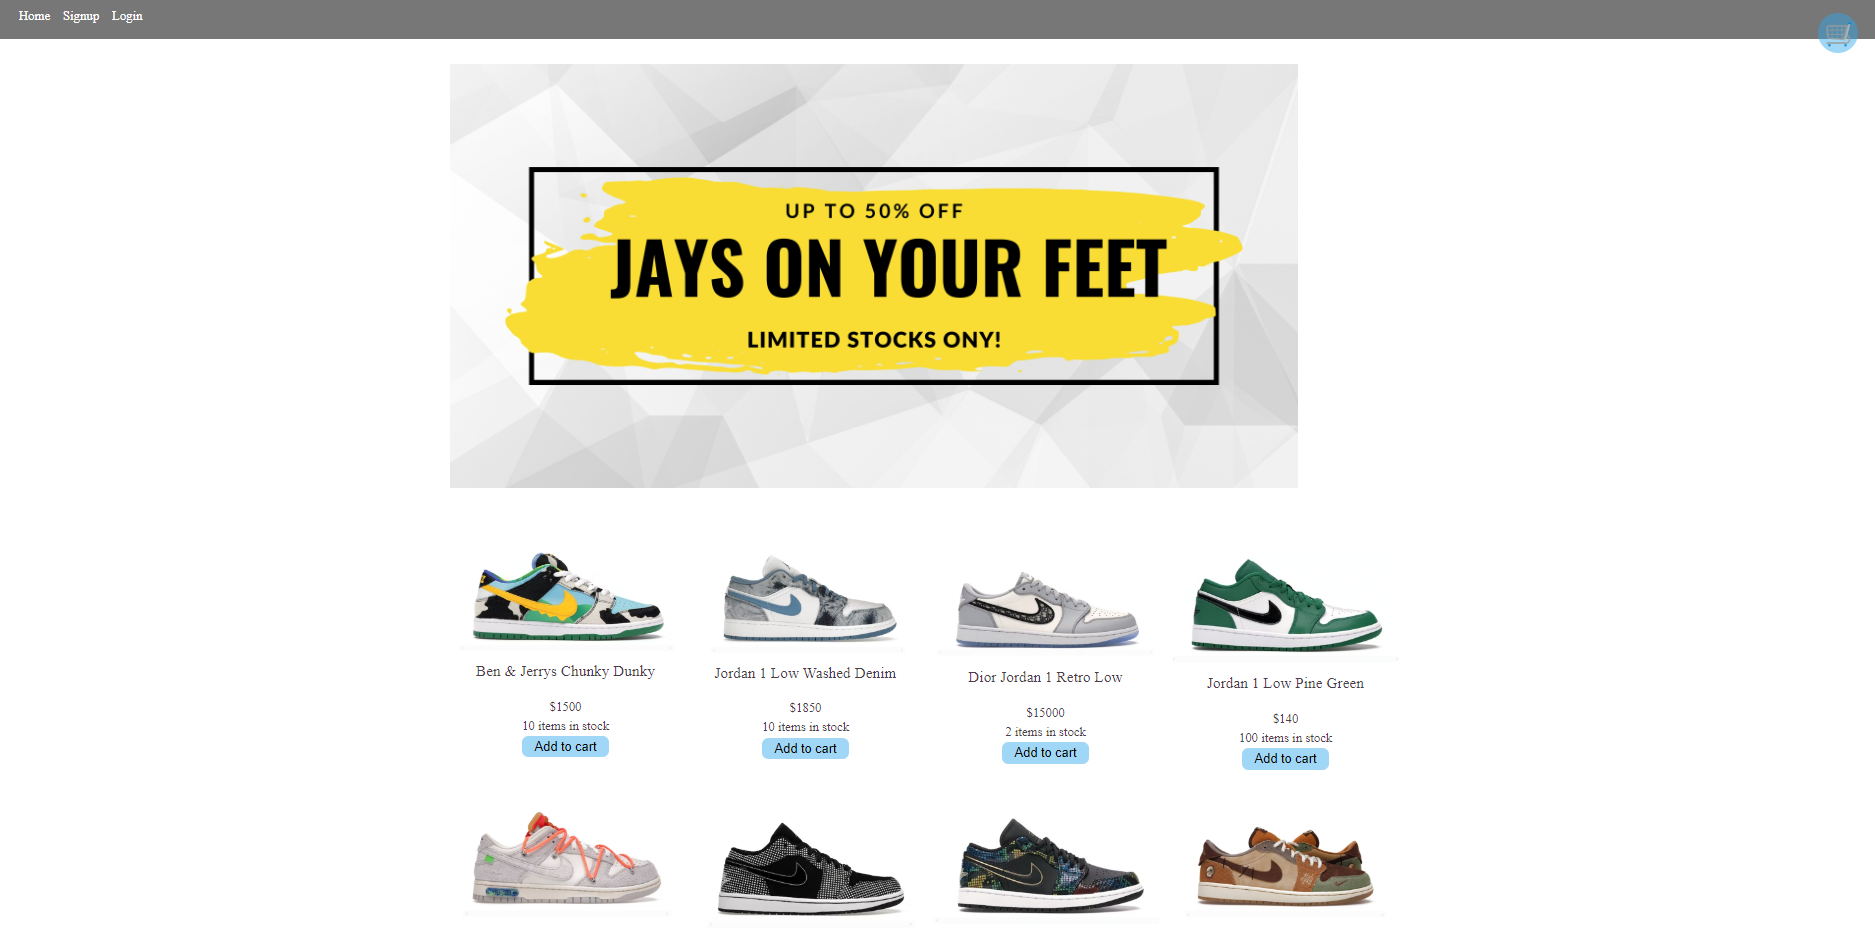 Home Signup Login
UP TO 50% OFF
JAYS ON YOUR FEET
LIMITED STOCKS ONY!
Ben & Jerrys Chunky Dunky
$1500
10 items in stock
Add to cart
Jordan 1 Low Washed Denim
$1850
10 items in stock
Add to cart
Dior Jordan 1 Retro Low
$15000
2 items in stock
Add to cart
Jordan 1 Low Pine Green
$140
100 items in stock
Add to cart